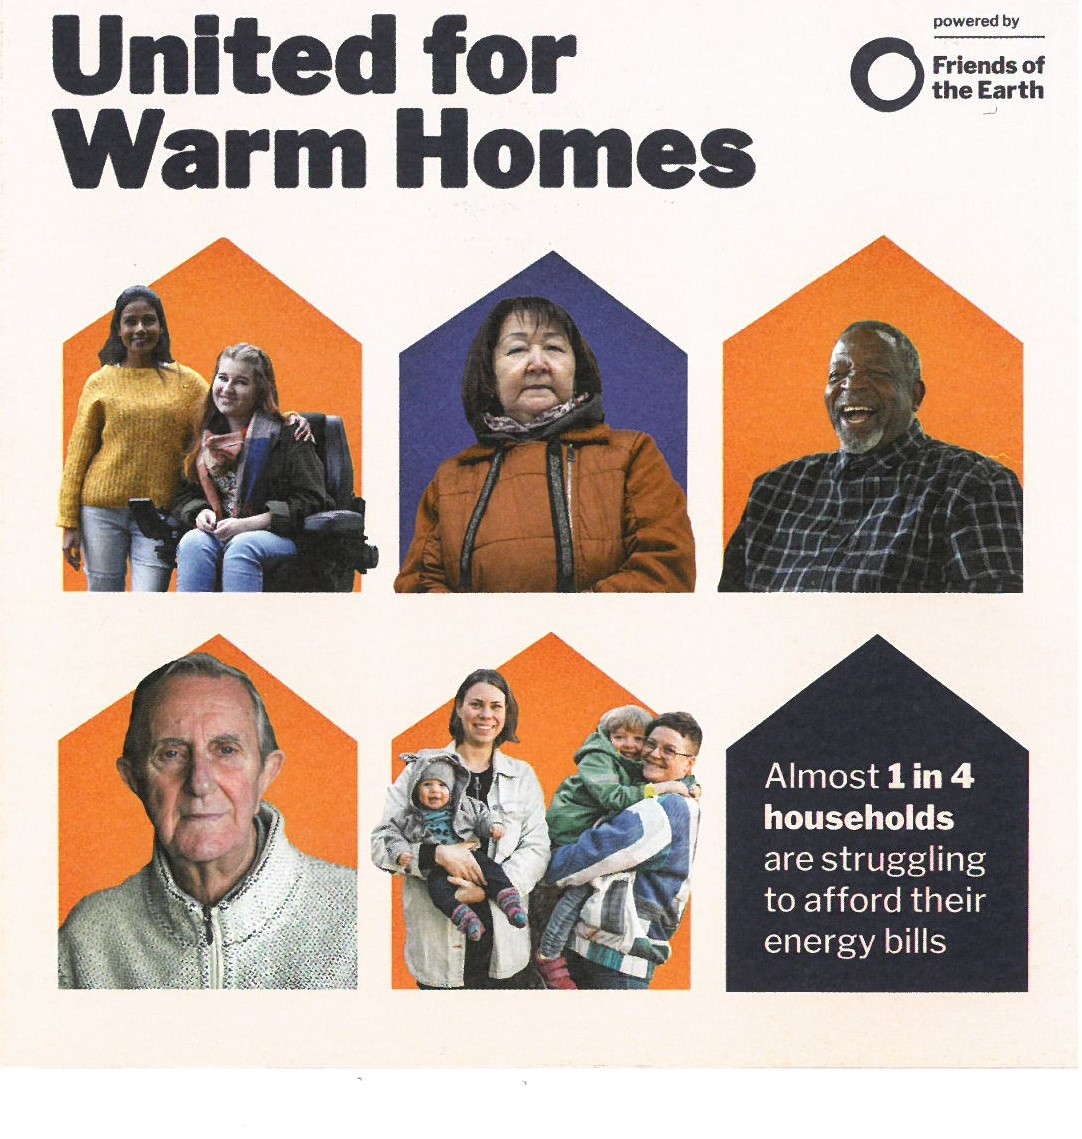 United for
Warm Homes
powered by
Friends of
the Earth
Almost 1 in 4
households
are struggling
to afford their
energy bills